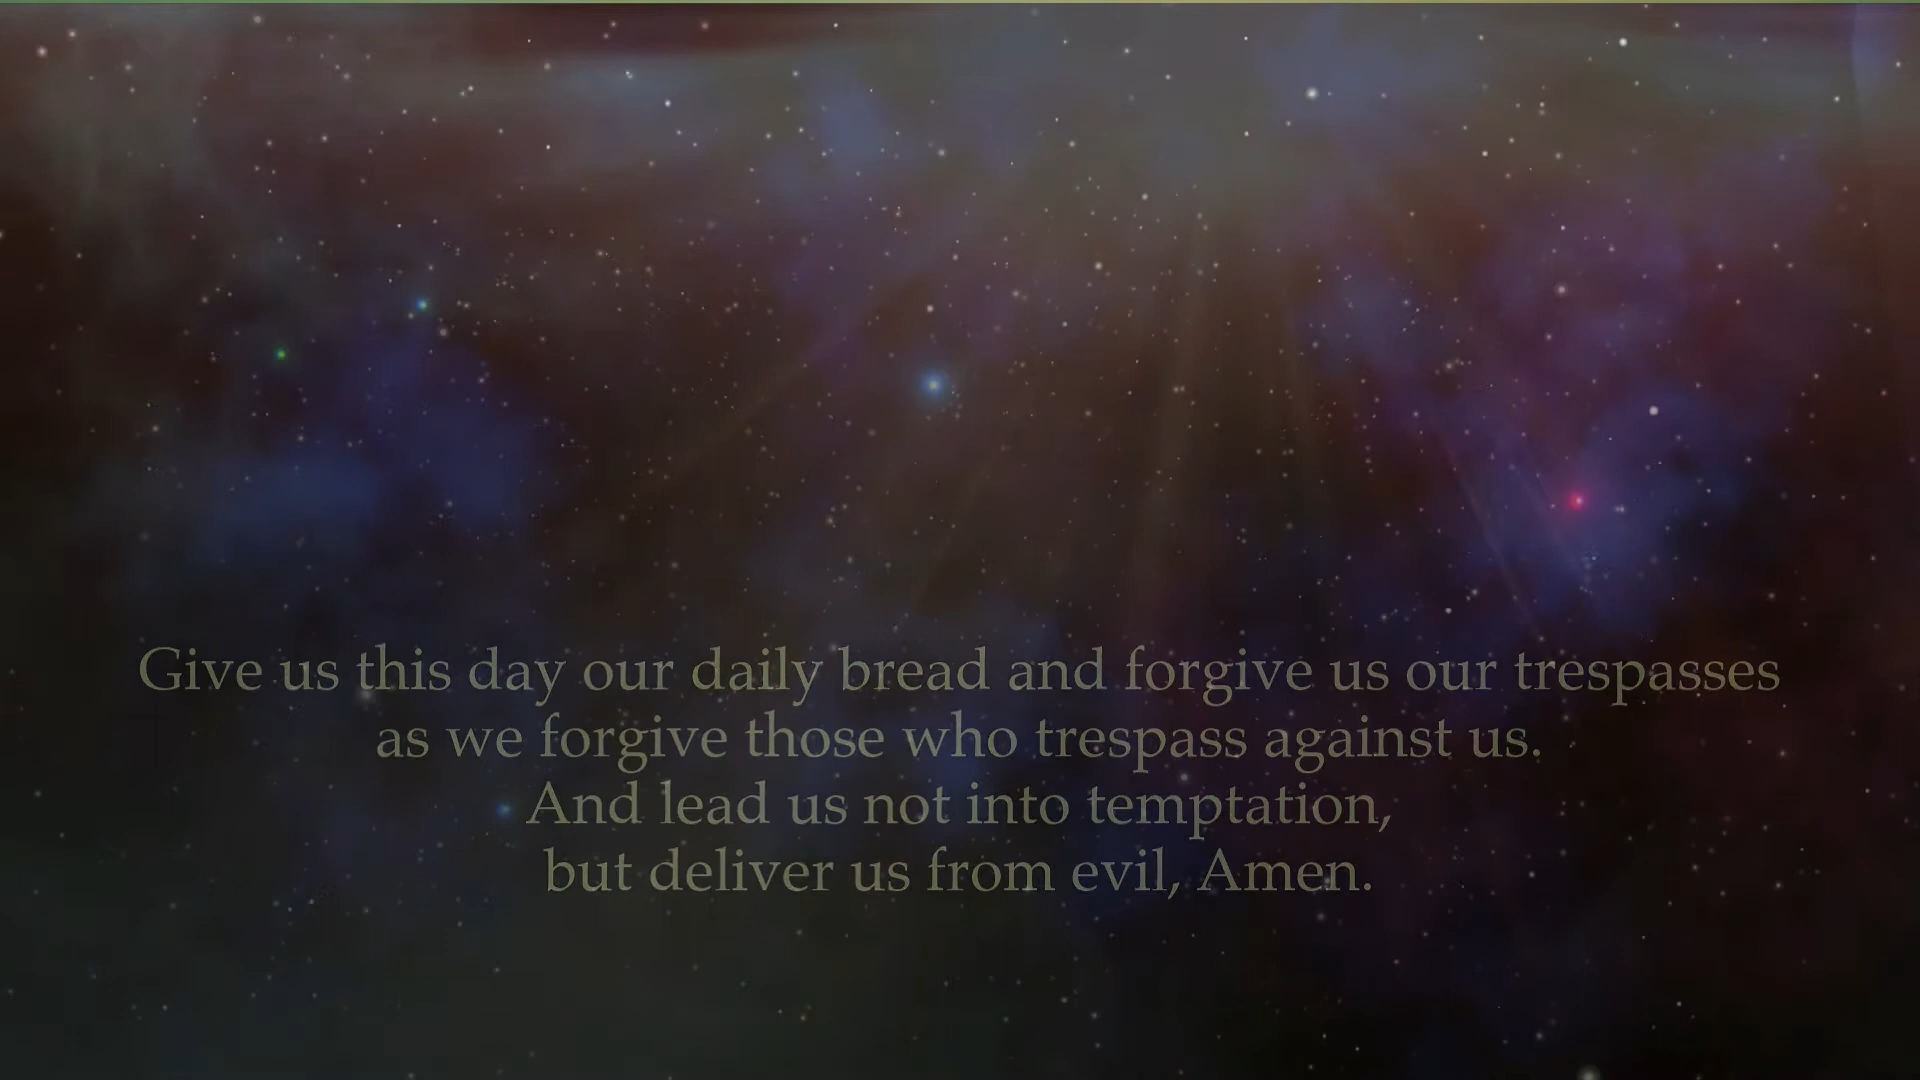 Give us this day our daily bread and forgive us our trespasses
as we forgive those who trespass against us.
And lead us not into temptation,
but deliver us from evil, Amen.